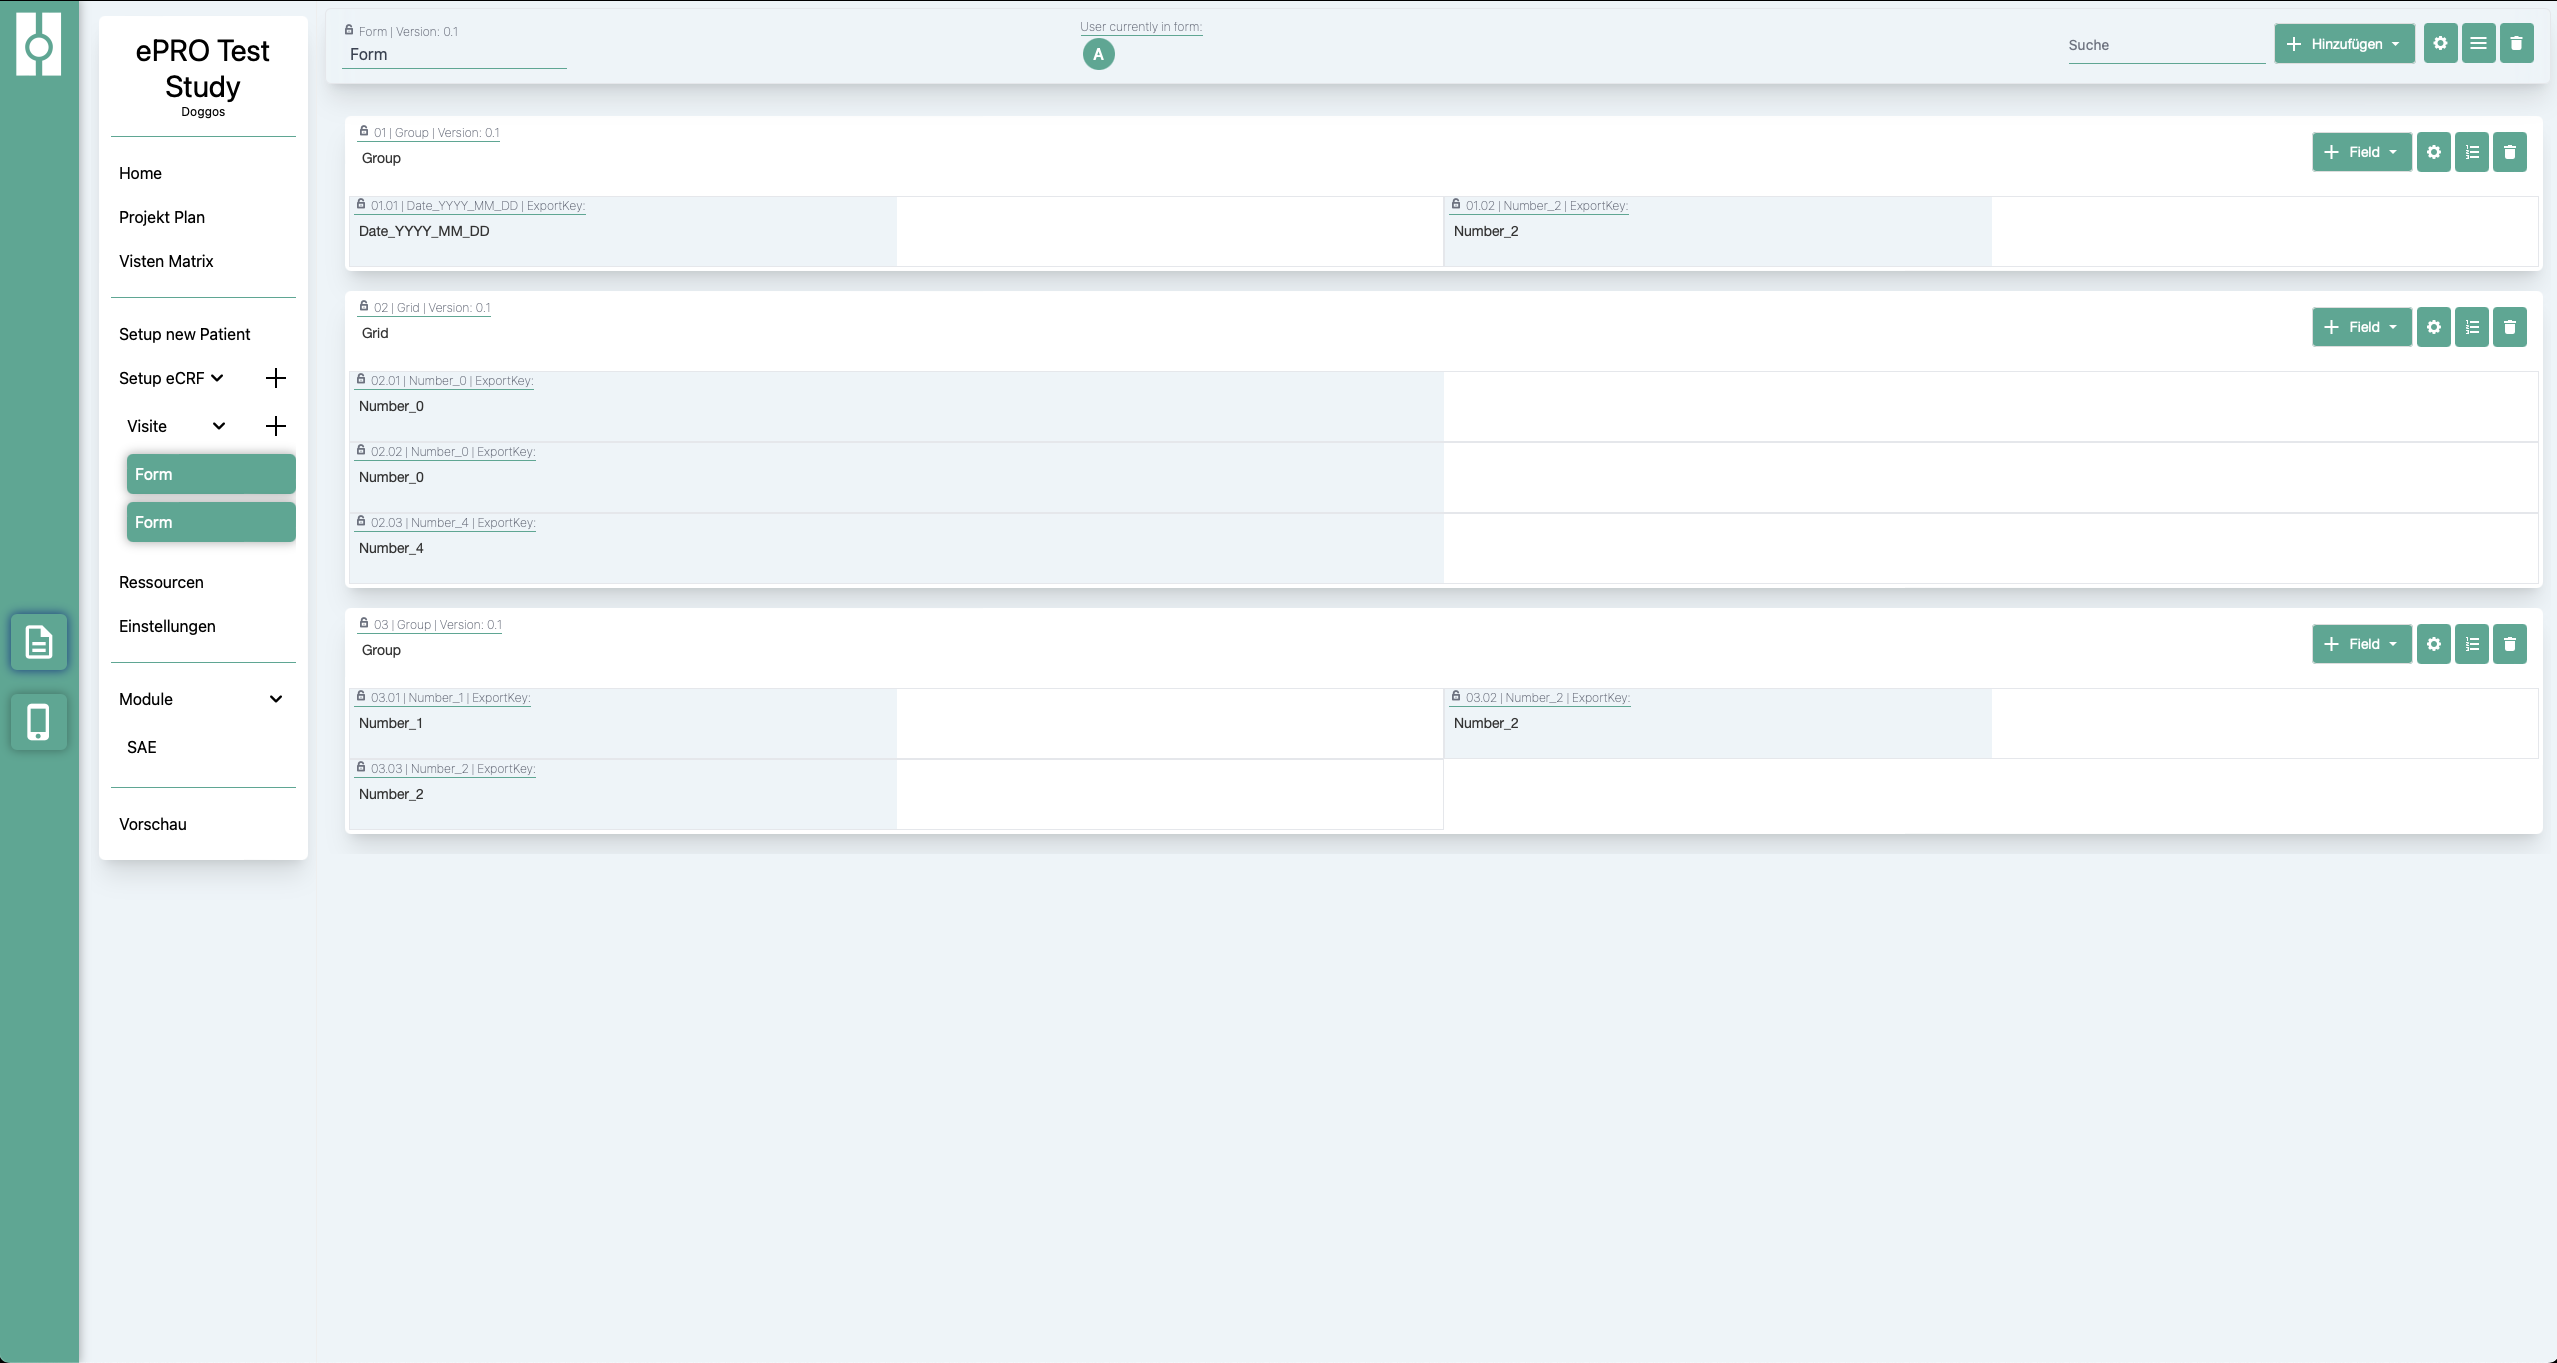 ePRO Test
Study
Doggos
Home
Projekt Plan
Visten Matrix
Setup new Patient
Setup eCRF
Visite
Form
Form
Ressourcen
Einstellungen
Module
SAE
Vorschau
Form | Version: 0.1
Form
User currently in form:
A
Suche
Hinzufügen
01 | Group | Version: 0.1
Group
Field
01.01 | Date_YYYY_MM_DD | ExportKey:
Date_YYYY_MM_DD
01.02 | Number_2 | ExportKey:
Number_2
02 | Grid | Version: 0.1
Grid
Field
02.01 | Number_0 | ExportKey:
Number_0
02.02 | Number_0 | ExportKey:
Number_0
02.03 | Number_4 | ExportKey:
Number_4
03 | Group | Version: 0.1
Group
Field
03.01 | Number_1 | ExportKey:
Number_1
03.02 | Number_2 | ExportKey:
Number_2
03.03 | Number_2 | ExportKey:
Number_2